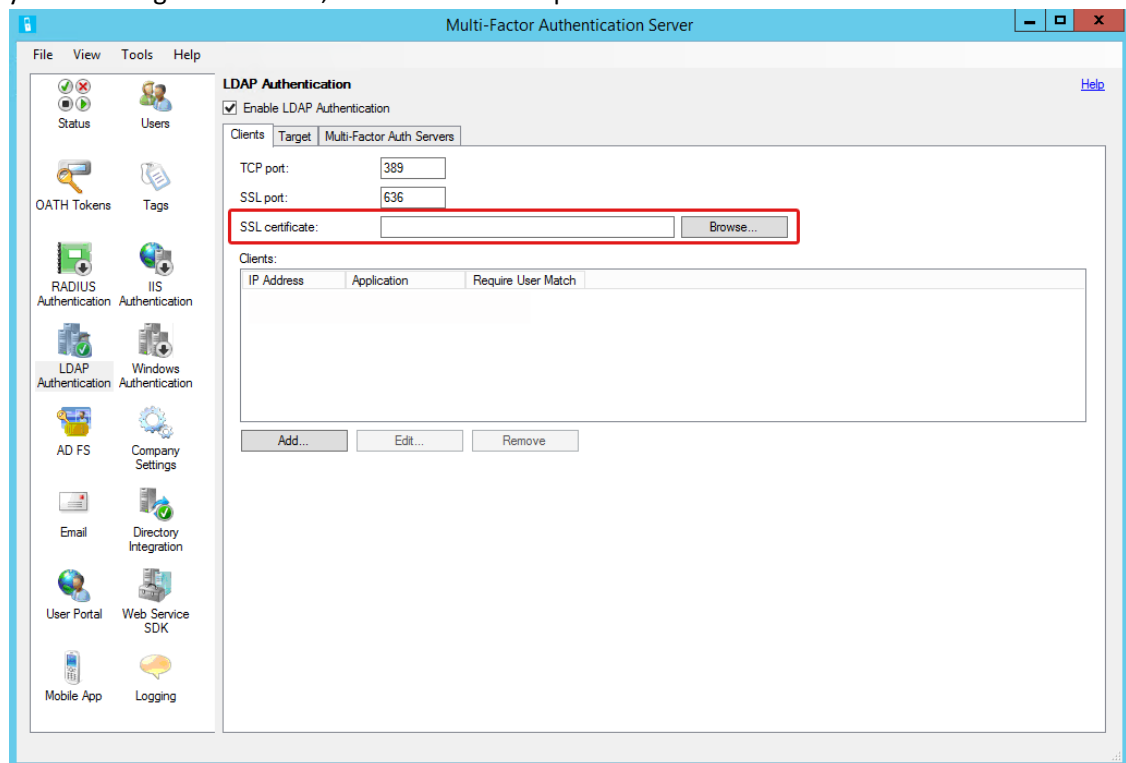 Multi-Factor Authentication Server
File View Tools Help
Status
Users
OATH Tokens
Tags
RADIUS
Authentication
IIS
Authentication
LDAP
Authentication
Windows
Authentication
AD FS
Company
Settings
Email
Directory
Integration
User Portal
Web Service
SDK
Mobile App
Logging
LDAP Authentication
Help
Enable LDAP Authentication
Clients Target Multi-Factor Auth Servers
TCP port: 389
SSL port: 636
SSL certificate: Browse...
Clients:
IP Address Application Require User Match
Add... Edit... Remove